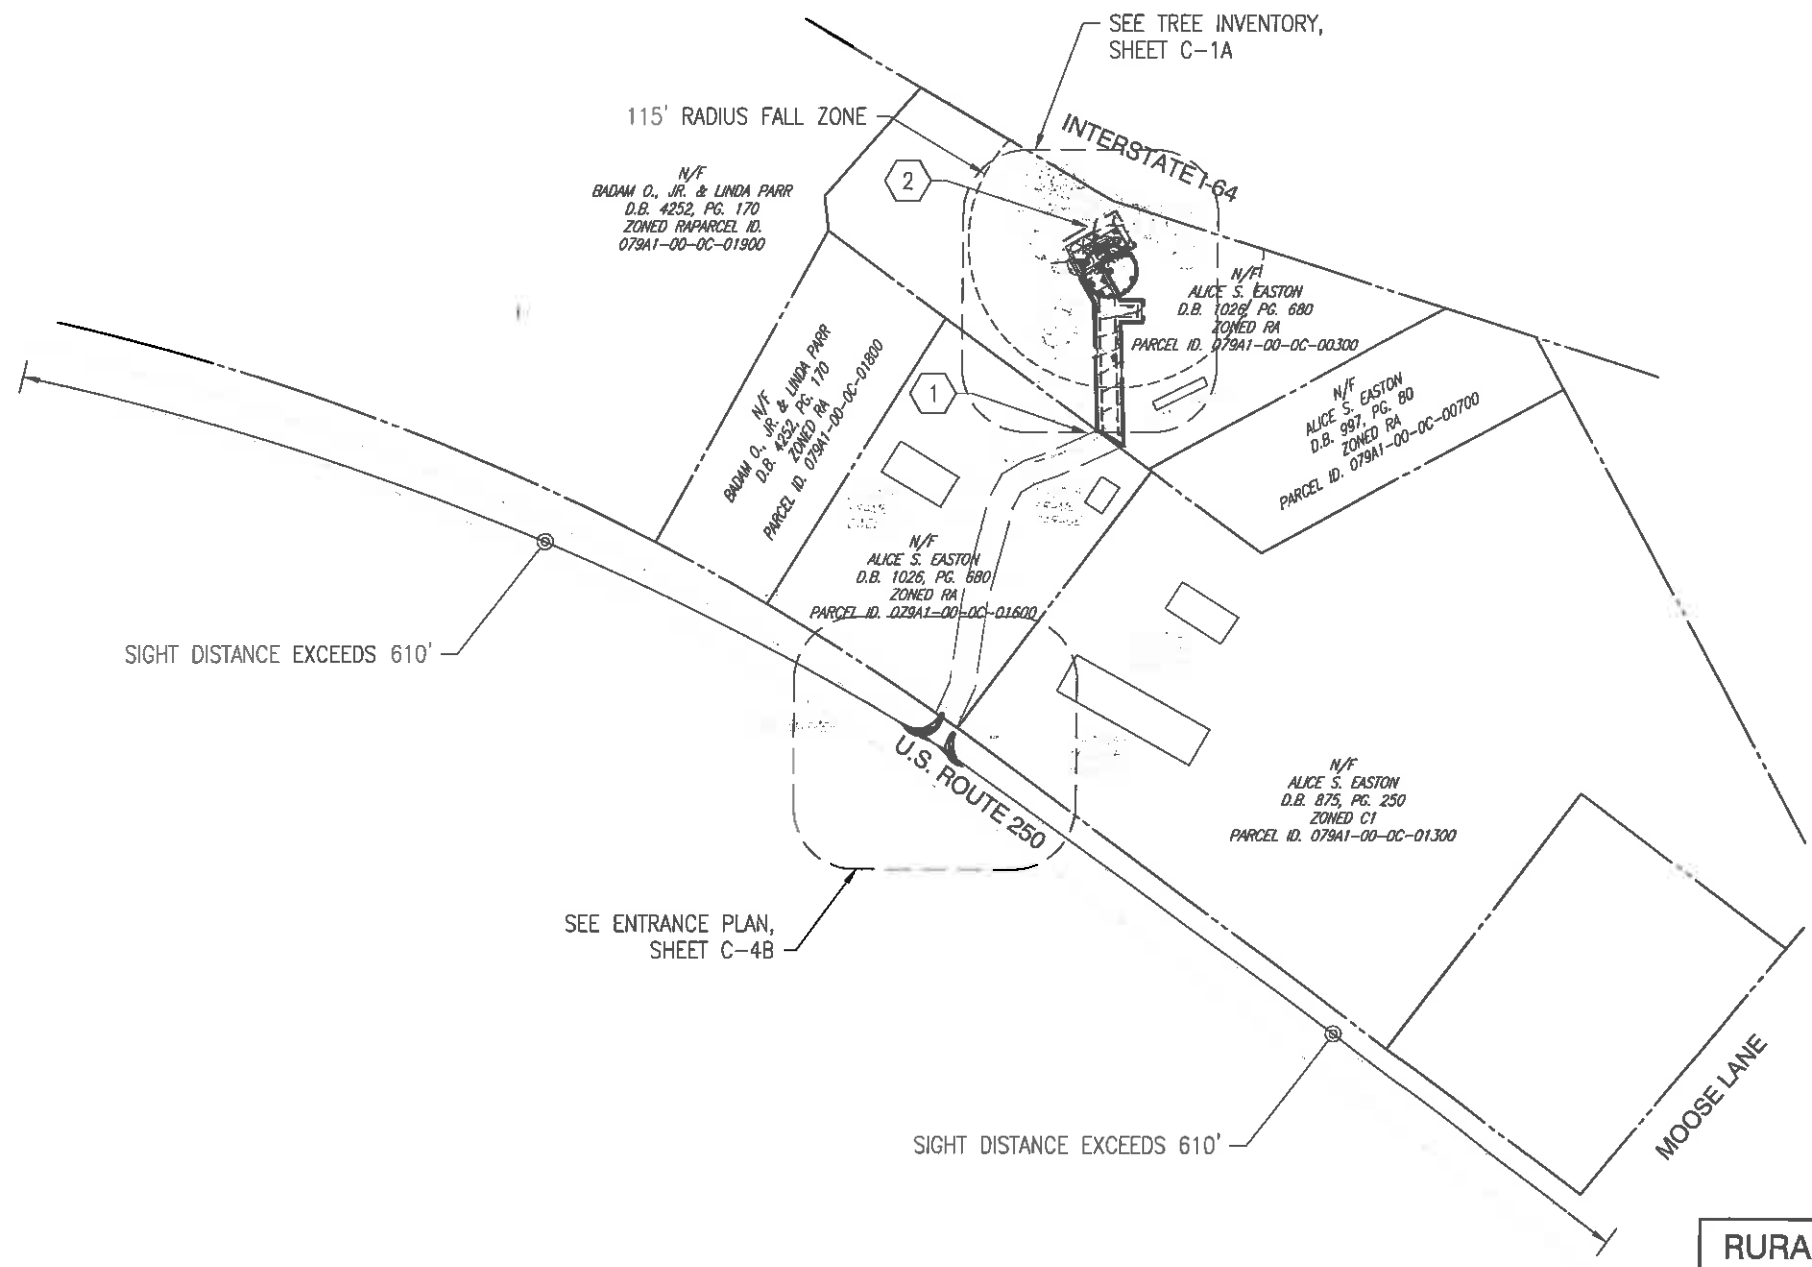 SEE TREE INVENTORY,
SHEET C-1A
115' RADIUS FALL ZONE
INTERSTATE I-64
N/F
BADAM O., JR. & LINDA PARR
D.B. 4252, PG. 170
ZONED RAPARCEL ID.
079A1-00-0C-01900
2
N/F
ALICE S. EASTON
D.B. 1026, PG. 680
ZONED RA
PARCEL ID. 079A1-00-0C-00300
N/F
BADAM O., JR. & LINDA PARR
D.B. 4252, PG. 170
ZONED RA
PARCEL ID. 079A1-00-0C-01800
1
N/F
ALICE S. EASTON
D.B. 997, PG. 80
ZONED RA
PARCEL ID. 079A1-00-0C-00700
N/F
ALICE S. EASTON
D.B. 1026, PG. 680
ZONED RA
PARCEL ID. 079A1-00-0C-01600
SIGHT DISTANCE EXCEEDS 610'
U.S. ROUTE 250
N/F
ALICE S. EASTON
D.B. 875, PG. 250
ZONED C1
PARCEL ID. 079A1-00-0C-01300
SEE ENTRANCE PLAN,
SHEET C-4B
SIGHT DISTANCE EXCEEDS 610'
MOOSE LANE
RURA